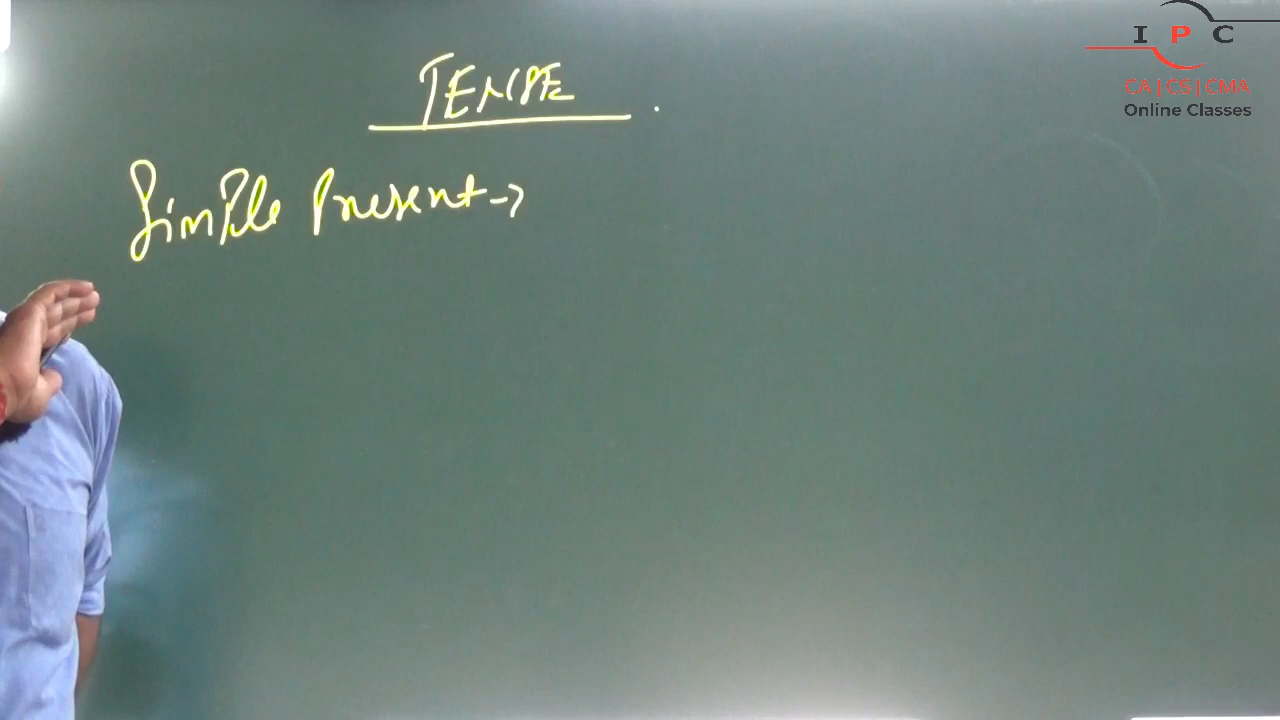 TENSE
Simple Present →
I P C
CA | CS | CMA
Online Classes